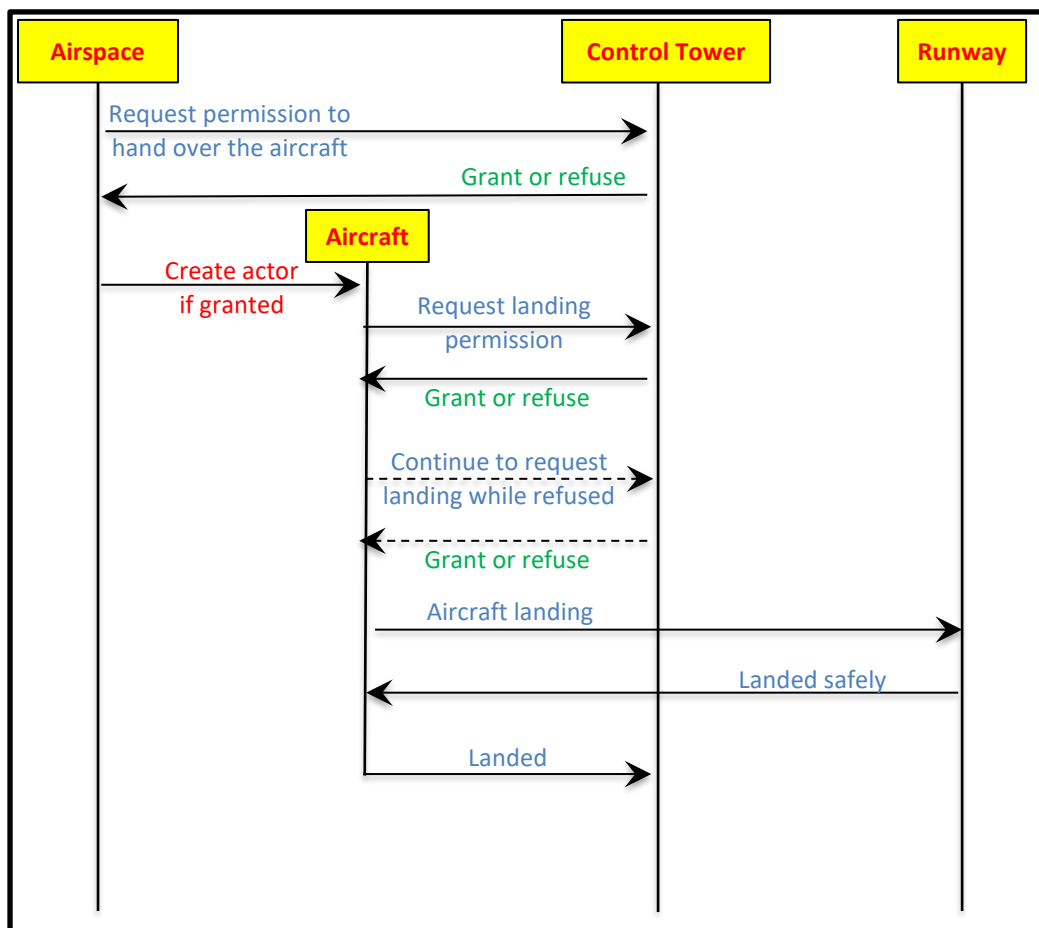 Airspace
Control Tower
Runway
Request permission to
hand over the aircraft
Grant or refuse
Aircraft
Create actor
if granted
Request landing
permission
Grant or refuse
Continue to request
landing while refused
Grant or refuse
Aircraft landing
Landed safely
Landed